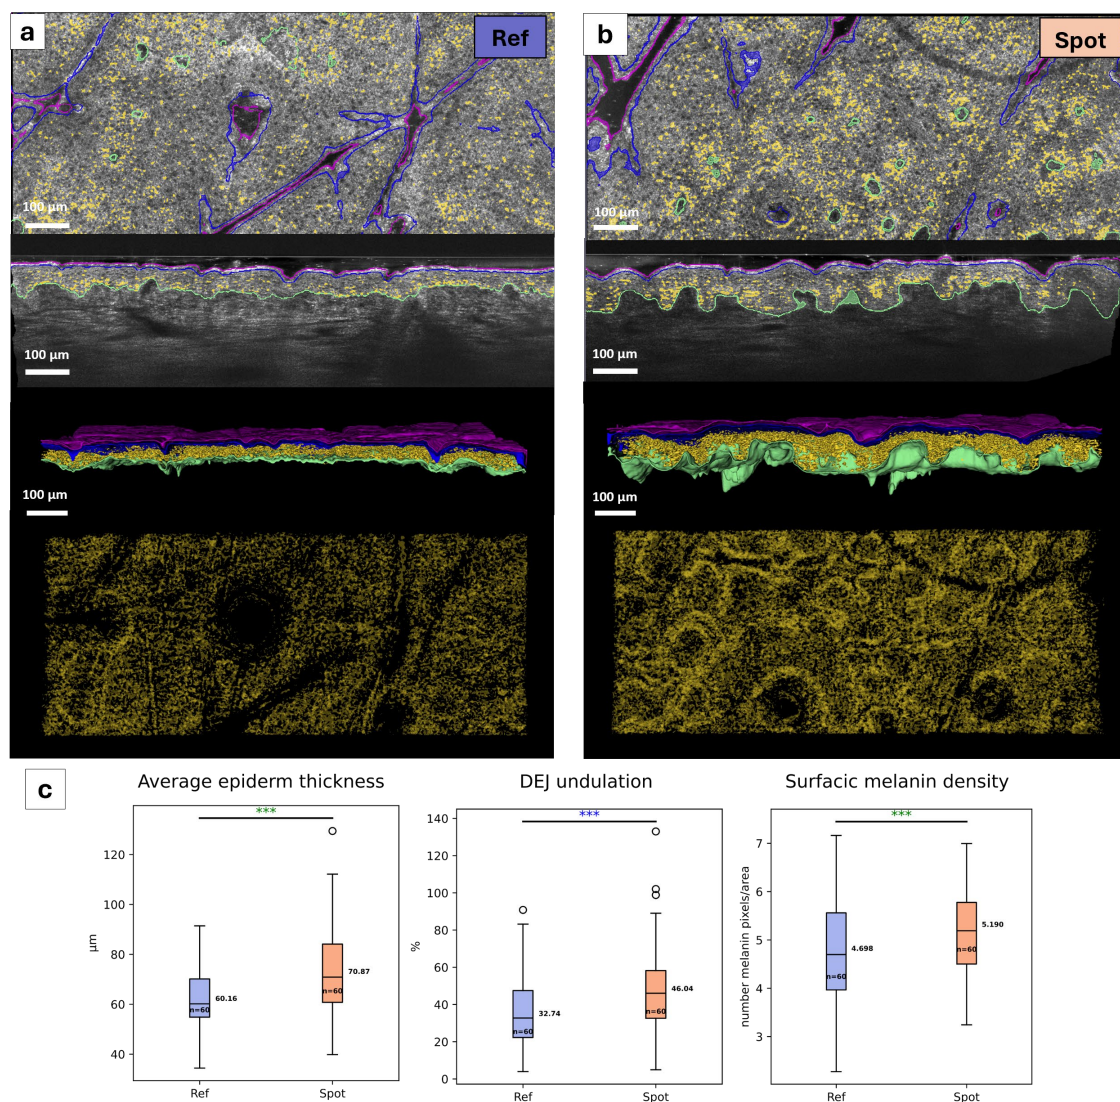 a
Ref
100 µm
100 µm
100 µm
b
Spot
100 µm
100 µm
100 µm
c
Average epiderm thickness
***
µm
120
100
80
60
40
60.16
n=60
70.87
n=60
Ref
Spot
DEJ undulation
***
%
140
120
100
80
60
40
20
0
32.74
n=60
46.04
n=60
Ref
Spot
Surfacic melanin density
***
number melanin pixels/area
7
6
5
4
3
4.698
n=60
5.190
n=60
Ref
Spot